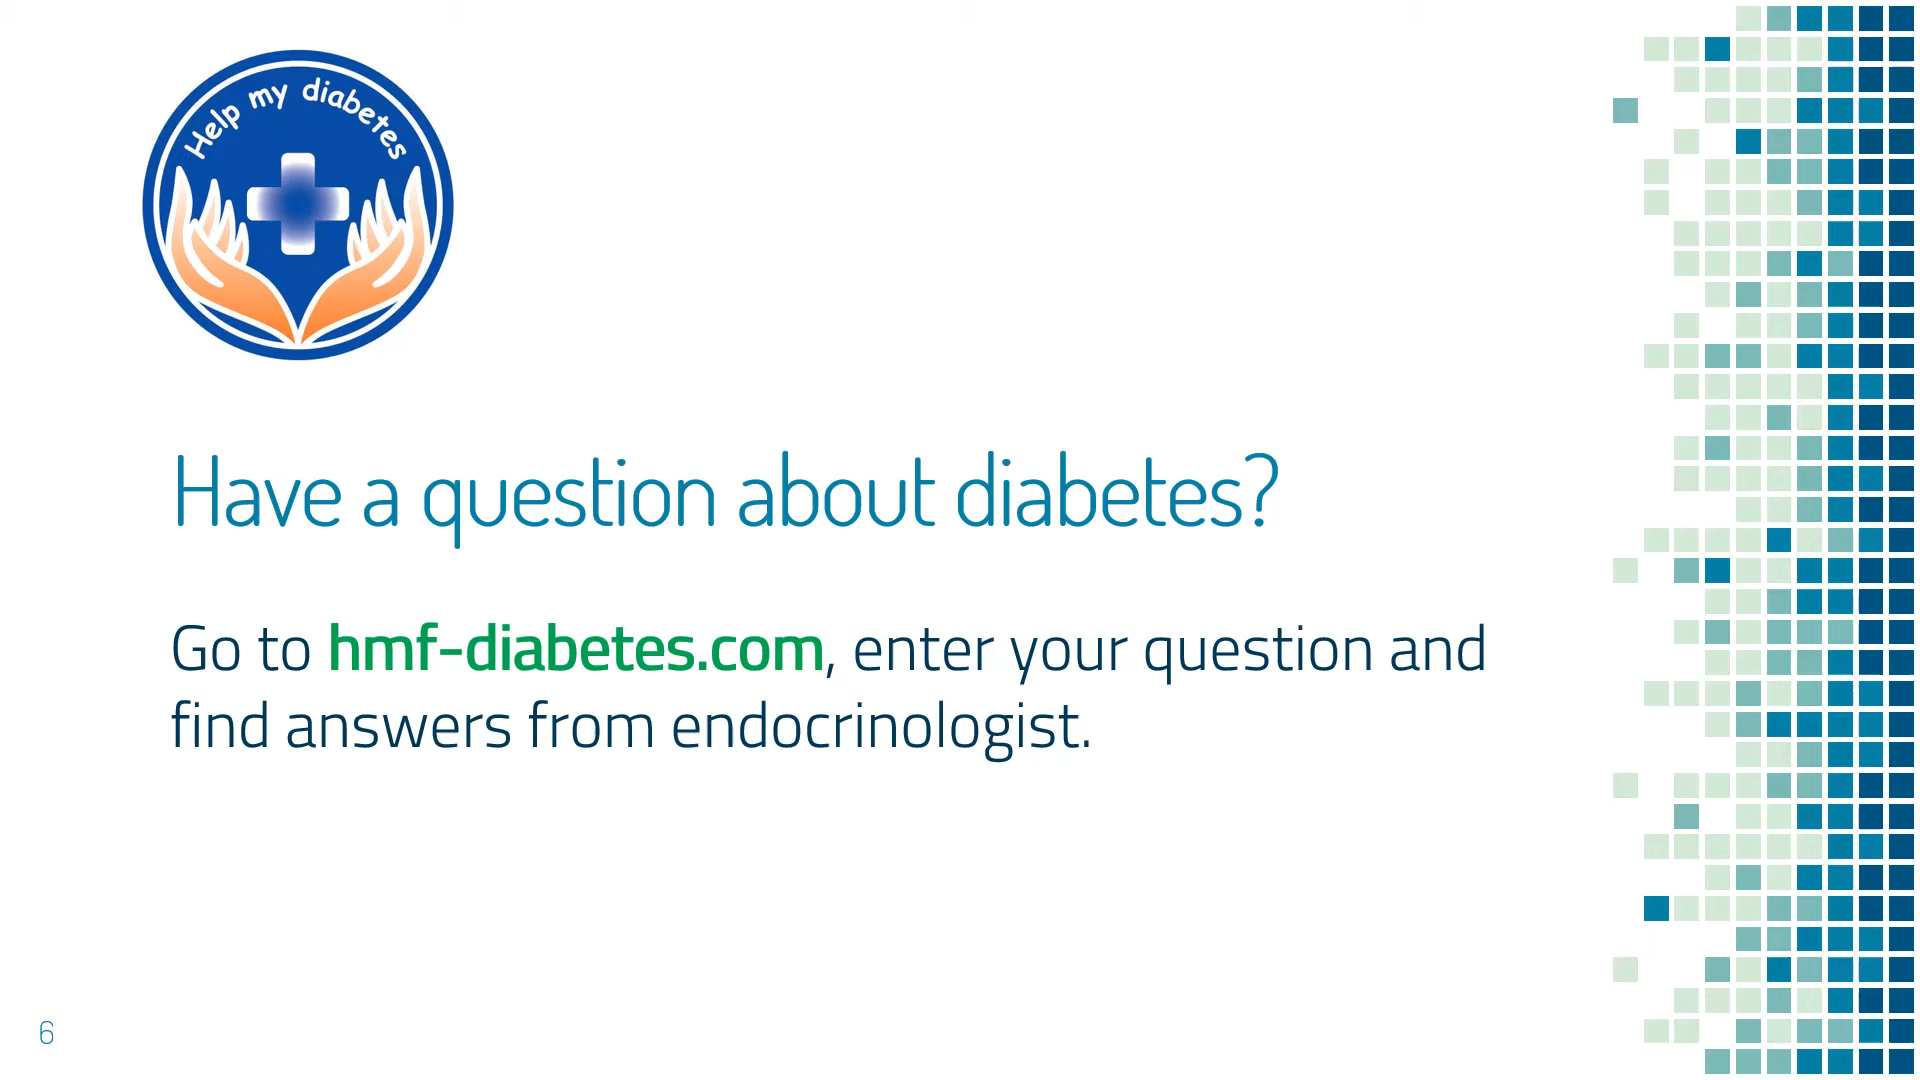 Help my diabetes
Have a question about diabetes?
Go to hmf-diabetes.com, enter your question and
find answers from endocrinologist.
6